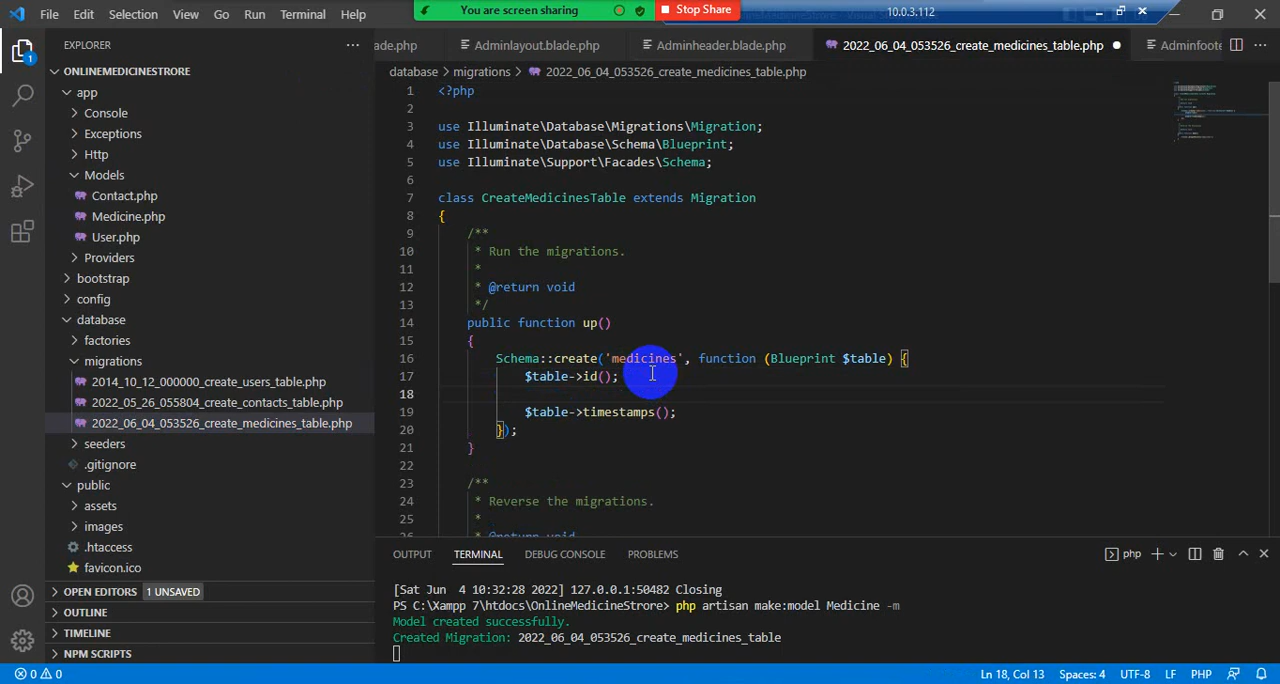 File Edit Selection View Go Run Terminal Help
You are screen sharing
Stop Share
10.0.3.112
EXPLORER
ade.php
Adminlayout.blade.php
Adminheader.blade.php
2022_06_04_053526_create_medicines_table.php
Adminfoote
ONLINEMEDICINESTRORE
database > migrations > 2022_06_04_053526_create_medicines_table.php
app
Console
Exceptions
Http
Models
Contact.php
Medicine.php
User.php
Providers
bootstrap
config
database
factories
migrations
2014_10_12_000000_create_users_table.php
2022_05_26_055804_create_contacts_table.php
2022_06_04_053526_create_medicines_table.php
seeders
.gitignore
public
assets
images
.htaccess
favicon.ico
OPEN EDITORS 1 UNSAVED
OUTLINE
TIMELINE
NPM SCRIPTS
1 <?php
2
3 use Illuminate\Database\Migrations\Migration;
4 use Illuminate\Database\Schema\Blueprint;
5 use Illuminate\Support\Facades\Schema;
6
7 class CreateMedicinesTable extends Migration
8 {
9 /**
10 * Run the migrations.
11 *
12 * @return void
13 */
14 public function up()
15 {
16 Schema::create('medicines', function (Blueprint $table) {
17 $table->id();
18
19 $table->timestamps();
20 });
21 }
22
23 /**
24 * Reverse the migrations.
25 *
26 * @return void
OUTPUT TERMINAL DEBUG CONSOLE PROBLEMS
php
[Sat Jun 4 10:32:28 2022] 127.0.0.1:50482 Closing
PS C:\Xampp 7\htdocs\OnlineMedicineStrore> php artisan make:model Medicine -m
Model created successfully.
Created Migration: 2022_06_04_053526_create_medicines_table
0 0
Ln 18, Col 13 Spaces: 4 UTF-8 LF PHP
1